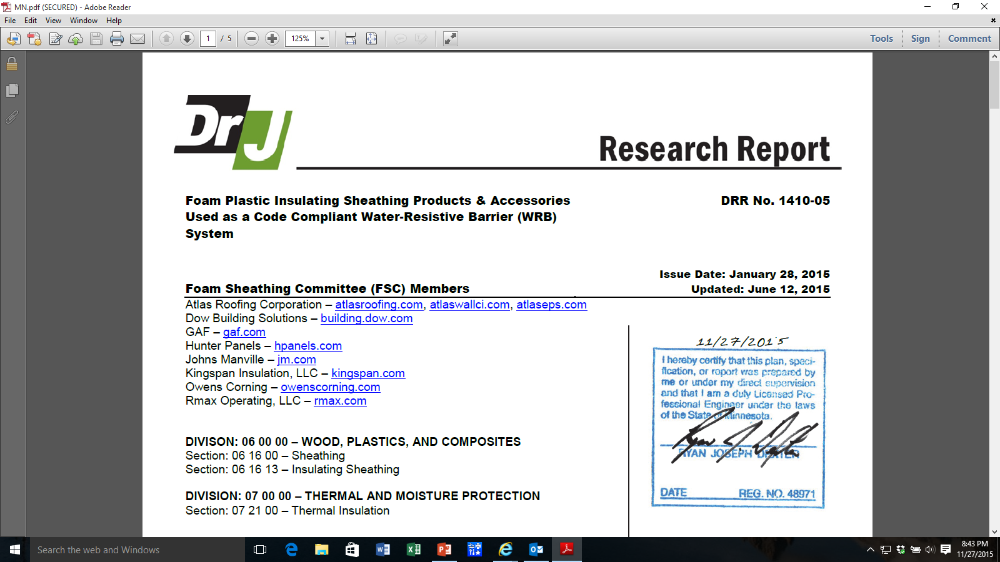 MN.pdf (SECURED) - Adobe Reader
File Edit View Window Help
1 / 5 125% Tools Sign Comment
DrJ
Research Report
Foam Plastic Insulating Sheathing Products & Accessories
Used as a Code Compliant Water-Resistive Barrier (WRB)
System
DRR No. 1410-05
Issue Date: January 28, 2015
Updated: June 12, 2015
Foam Sheathing Committee (FSC) Members
Atlas Roofing Corporation – atlasroofing.com, atlaswallci.com, atlaseps.com
Dow Building Solutions – building.dow.com
GAF – gaf.com
Hunter Panels – hpanels.com
Johns Manville – jm.com
Kingspan Insulation, LLC – kingspan.com
Owens Corning – owenscorning.com
Rmax Operating, LLC – rmax.com
DIVISON: 06 00 00 – WOOD, PLASTICS, AND COMPOSITES
Section: 06 16 00 – Sheathing
Section: 06 16 13 – Insulating Sheathing
DIVISION: 07 00 00 – THERMAL AND MOISTURE PROTECTION
Section: 07 21 00 – Thermal Insulation
11/27/2015
I hereby certify that this plan, speci-
fication, or report was prepared by
me or under my direct supervision
and that I am a duly Licensed Pro-
fessional Engineer under the laws
of the State of Minnesota.
RYAN JOSEPH DEXTER
DATE REG. NO. 48971
Search the web and Windows
8:43 PM
11/27/2015